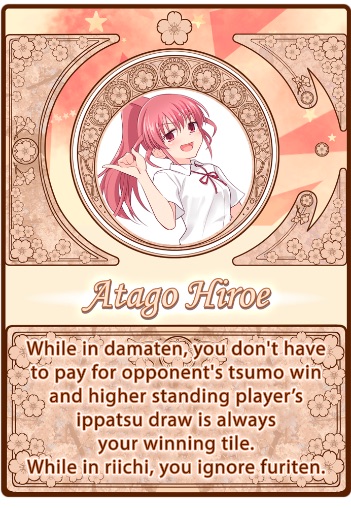 Atago Hiroe
While in damaten, you don't have
to pay for opponent's tsumo win
and higher standing player's
ippatsu draw is always
your winning tile.
While in riichi, you ignore furiten.